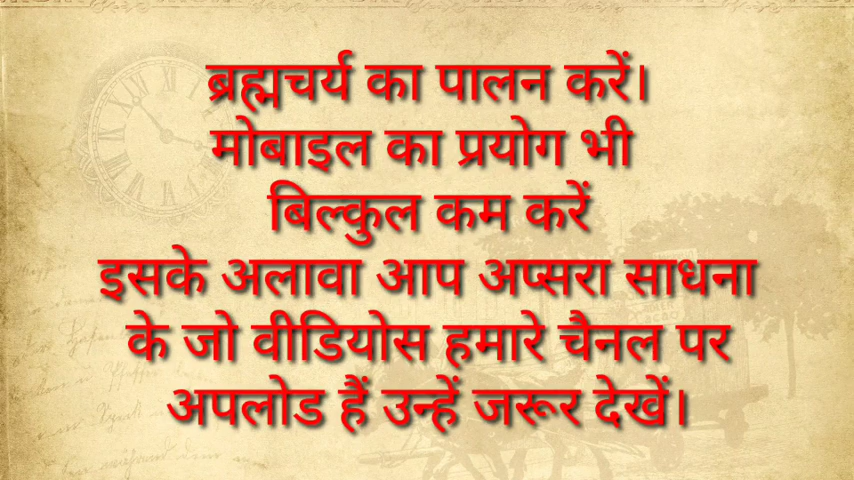 ब्रह्मचर्य का पालन करें।
मोबाइल का प्रयोग भी
बिल्कुल कम करें
इसके अलावा आप अप्सरा साधना
के जो वीडियोस हमारे चैनल पर
अपलोड हैं उन्हें जरूर देखें।